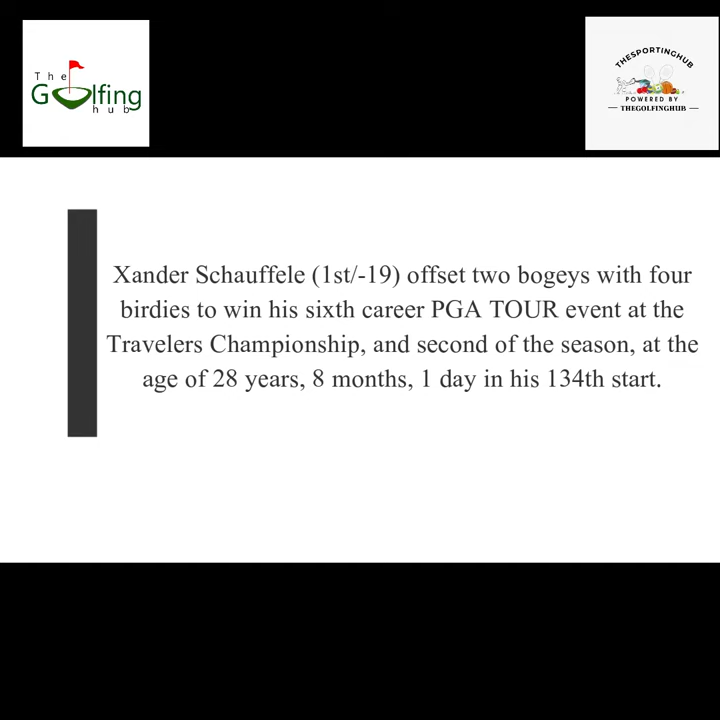 The
Golfing
hub
THESPORTINGHUB
POWERED BY
THEGOLFINGHUB
Xander Schauffele (1st/-19) offset two bogeys with four
birdies to win his sixth career PGA TOUR event at the
Travelers Championship, and second of the season, at the
age of 28 years, 8 months, 1 day in his 134th start.